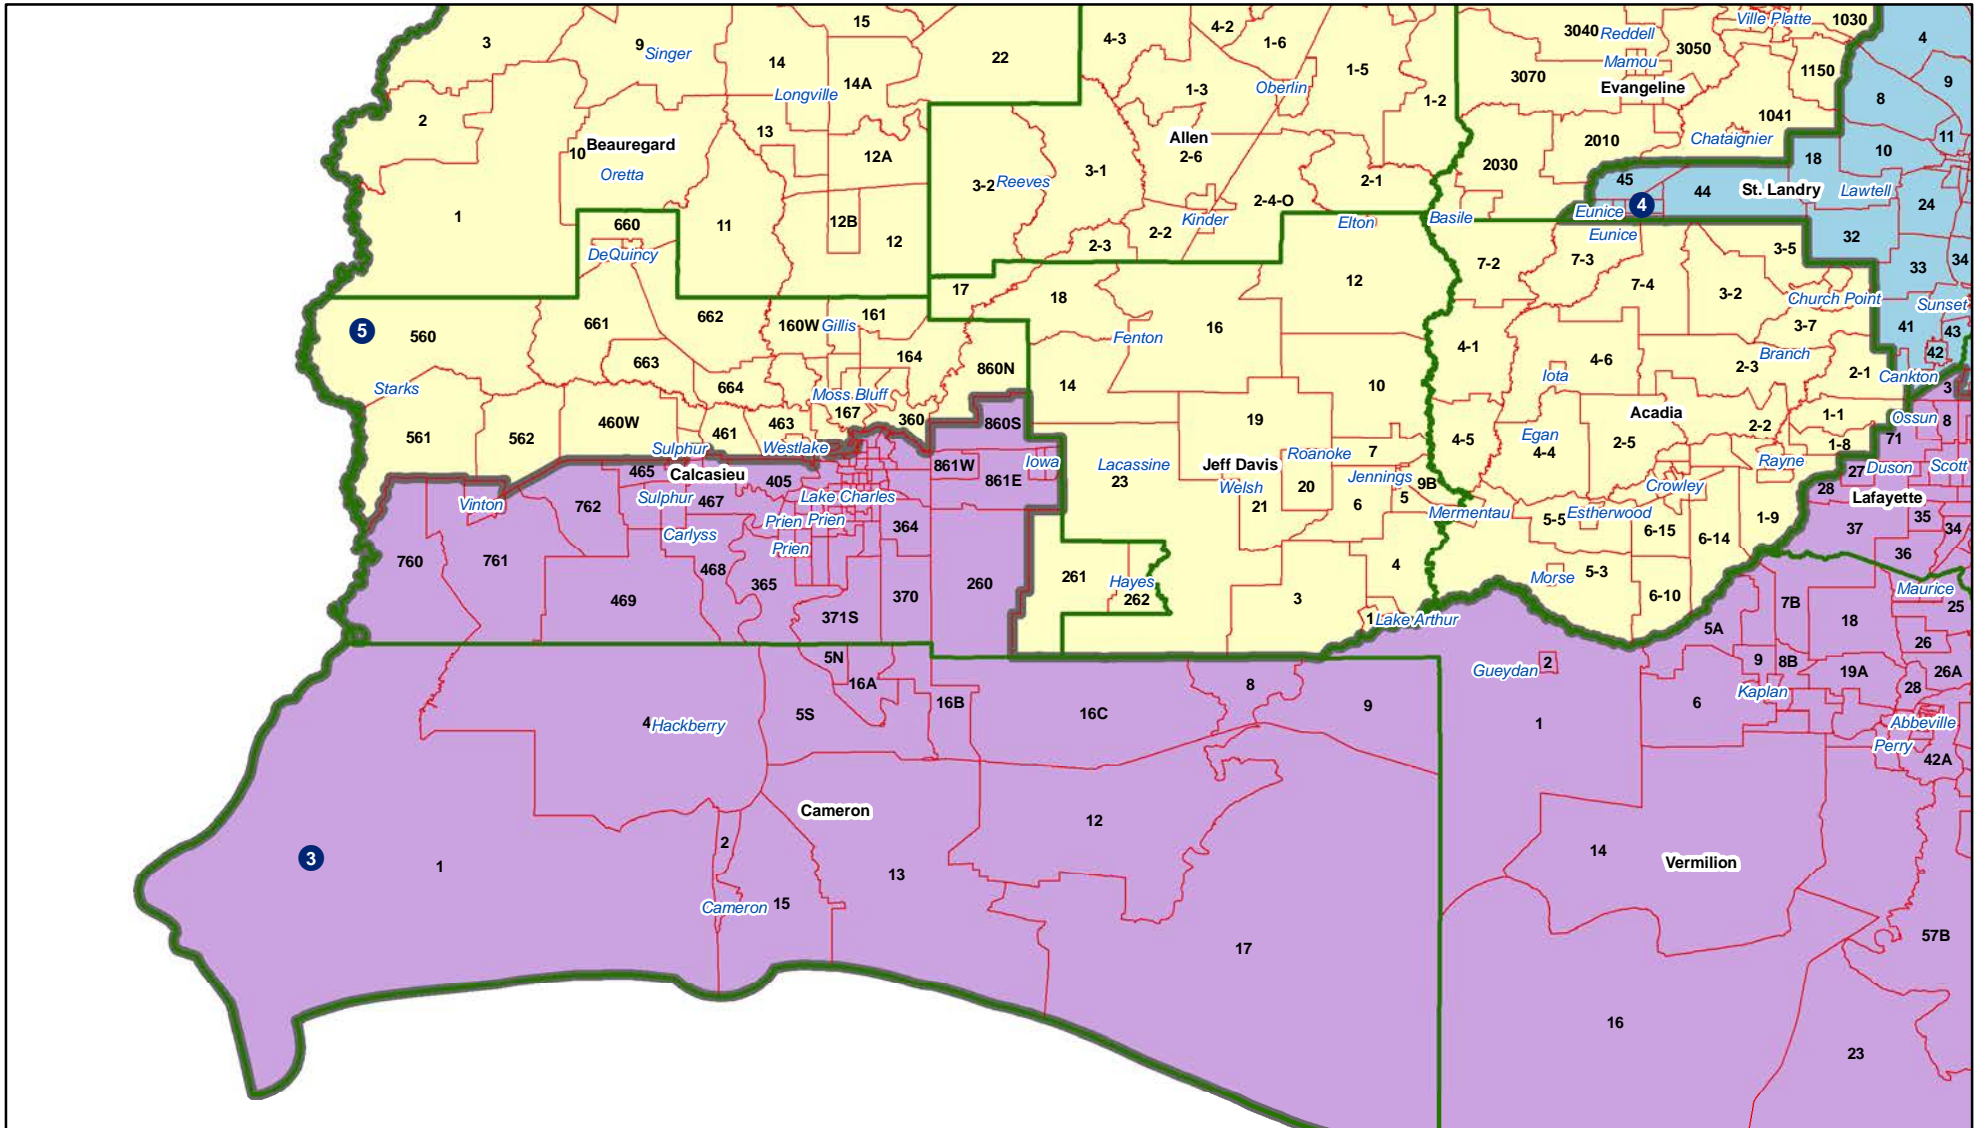 15
4-2
Ville Platte
1030
3
9
Singer
4-3
1-6
3040
Reddell
3050
4
14
22
Mamou
14A
1-5
3070
1150
9
Longville
1-3
Oberlin
Evangeline
8
2
1-2
1041
13
Allen
2010
Chataignier
11
Beauregard
10
12A
2-6
18
10
Oretta
3-2
Reeves
3-1
2-1
2030
45
44
St. Landry
Lawtell
2-4-O
4
24
1
660
11
12B
Kinder
Elton
Basile
Eunice
12
2-2
Eunice
32
DeQuincy
2-3
7-2
7-3
3-5
33
34
17
18
12
7-4
3-2
Church Point
Sunset
5
560
661
662
160W
Gillis
161
16
3-7
41
43
Fenton
4-1
4-6
Branch
42
663
164
2-3
2-1
860N
Iota
Cankton
Starks
664
Moss Bluff
14
10
3
167
360
19
Acadia
1-1
Ossun
8
561
562
460W
461
463
860S
2-2
4-5
Egan
2-5
1-8
71
Sulphur
Westlake
7
4-4
Roanoke
Rayne
465
Calcasieu
861W
Iowa
Lacassine
Jeff Davis
27
Duson
Scott
405
861E
23
Welsh
20
Jennings
9B
Crowley
28
Lafayette
Vinton
762
Sulphur
467
Lake Charles
21
6
5
Mermentau
5-5
Estherwood
1-9
35
Prien
Prien
364
6-15
6-14
37
34
Carlyss
Prien
36
760
761
468
365
260
261
Hayes
4
Morse
5-3
Maurice
469
370
262
3
6-10
7B
25
371S
1
Lake Arthur
5A
18
5N
26
Gueydan
2
9
8B
19A
26A
16A
8
28
5S
16B
16C
9
6
Kaplan
4
Hackberry
1
Abbeville
Perry
42A
Cameron
12
2
14
3
1
Vermilion
13
Cameron
15
57B
17
16
23